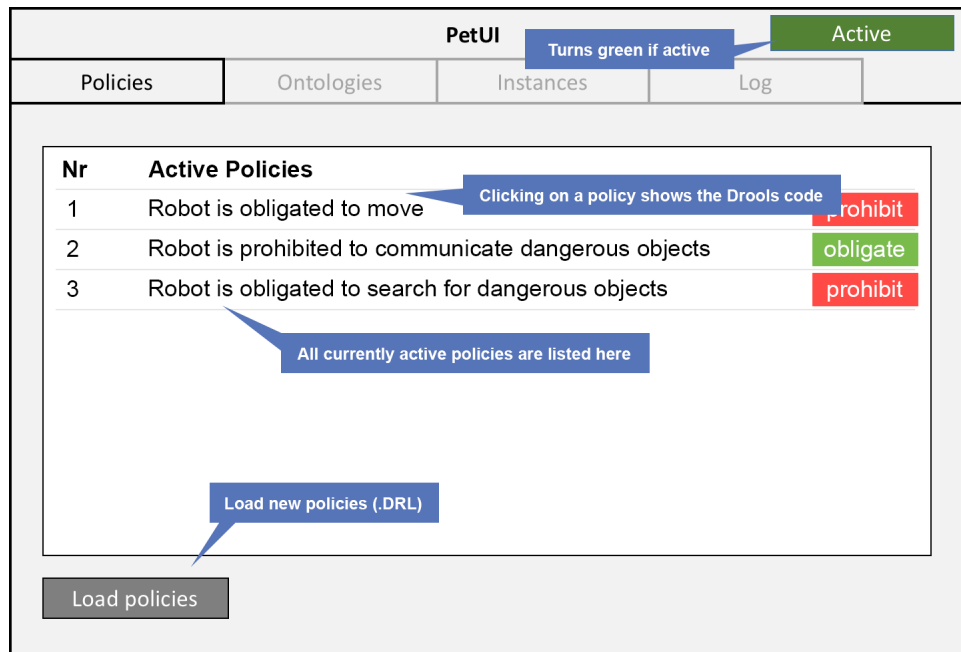 PetUI
Turns green if active
Active
Policies
Ontologies
Instances
Log
Nr Active Policies
Clicking on a policy shows the Drools code
1 Robot is obligated to move prohibit
2 Robot is prohibited to communicate dangerous objects obligate
3 Robot is obligated to search for dangerous objects prohibit
All currently active policies are listed here
Load new policies (.DRL)
Load policies